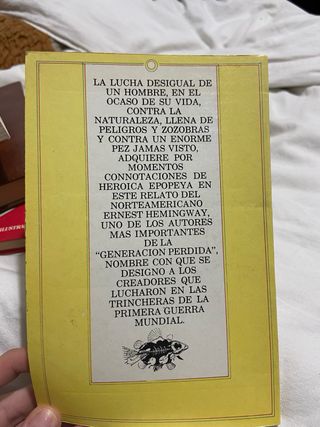 LA LUCHA DESIGUAL DE
UN HOMBRE, EN EL
OCASO DE SU VIDA,
CONTRA LA
NATURALEZA, LLENA DE
PELIGROS Y ZOZOBRAS
Y CONTRA UN ENORME
PEZ JAMAS VISTO,
ADQUIERE POR
MOMENTOS
CONNOTACIONES DE
HEROICA EPOPEYA EN
ESTE RELATO DEL
NORTEAMERICANO
ERNEST HEMINGWAY,
UNO DE LOS AUTORES
MAS IMPORTANTES
DE LA
"GENERACION PERDIDA",
NOMBRE CON QUE SE
DESIGNO A LOS
CREADORES QUE
LUCHARON EN LAS
TRINCHERAS DE LA
PRIMERA GUERRA
MUNDIAL.